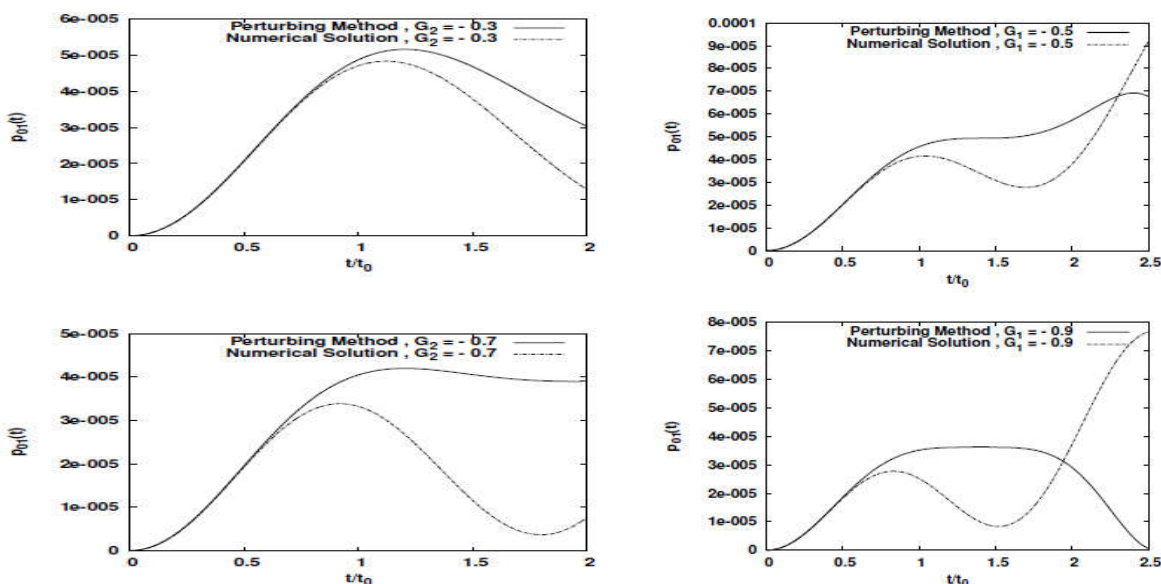 6e-005
5e-005
4e-005
3e-005
2e-005
1e-005
0
p01(t)
Perturbing Method , G2 = - 0.3
Numerical Solution , G2 = - 0.3
0 0.5 1 1.5 2
t/t0
0.0001
9e-005
8e-005
7e-005
6e-005
5e-005
4e-005
3e-005
2e-005
1e-005
0
p01(t)
Perturbing Method , G1 = - 0.5
Numerical Solution , G1 = - 0.5
0 0.5 1 1.5 2 2.5
t/t0
5e-005
4e-005
3e-005
2e-005
1e-005
0
p01(t)
Perturbing Method , G2 = - 0.7
Numerical Solution , G2 = - 0.7
0 0.5 1 1.5 2
t/t0
8e-005
7e-005
6e-005
5e-005
4e-005
3e-005
2e-005
1e-005
0
p01(t)
Perturbing Method , G1 = - 0.9
Numerical Solution , G1 = - 0.9
0 0.5 1 1.5 2 2.5
t/t0